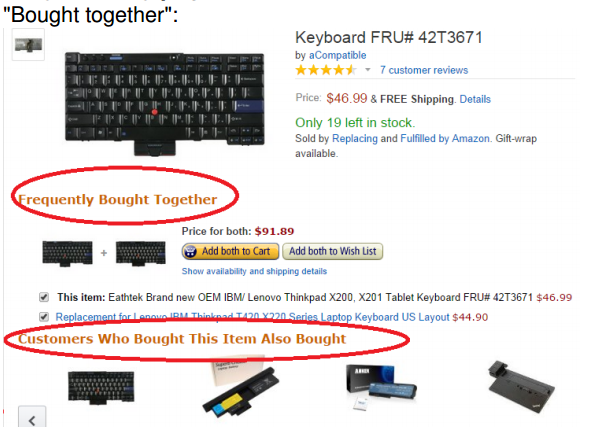 "Bought together":
Keyboard FRU# 42T3671
by aCompatible
7 customer reviews
Price: $46.99 & FREE Shipping. Details
Only 19 left in stock.
Sold by Replacing and Fulfilled by Amazon. Gift-wrap
available.
Frequently Bought Together
Price for both: $91.89
+
Add both to Cart
Add both to Wish List
Show availability and shipping details
This item: Eathtek Brand new OEM IBM/ Lenovo Thinkpad X200, X201 Tablet Keyboard FRU# 42T3671 $46.99
Replacement for Lenovo IBM Thinkpad T420 X220 Series Laptop Keyboard US Layout $44.90
Customers Who Bought This Item Also Bought